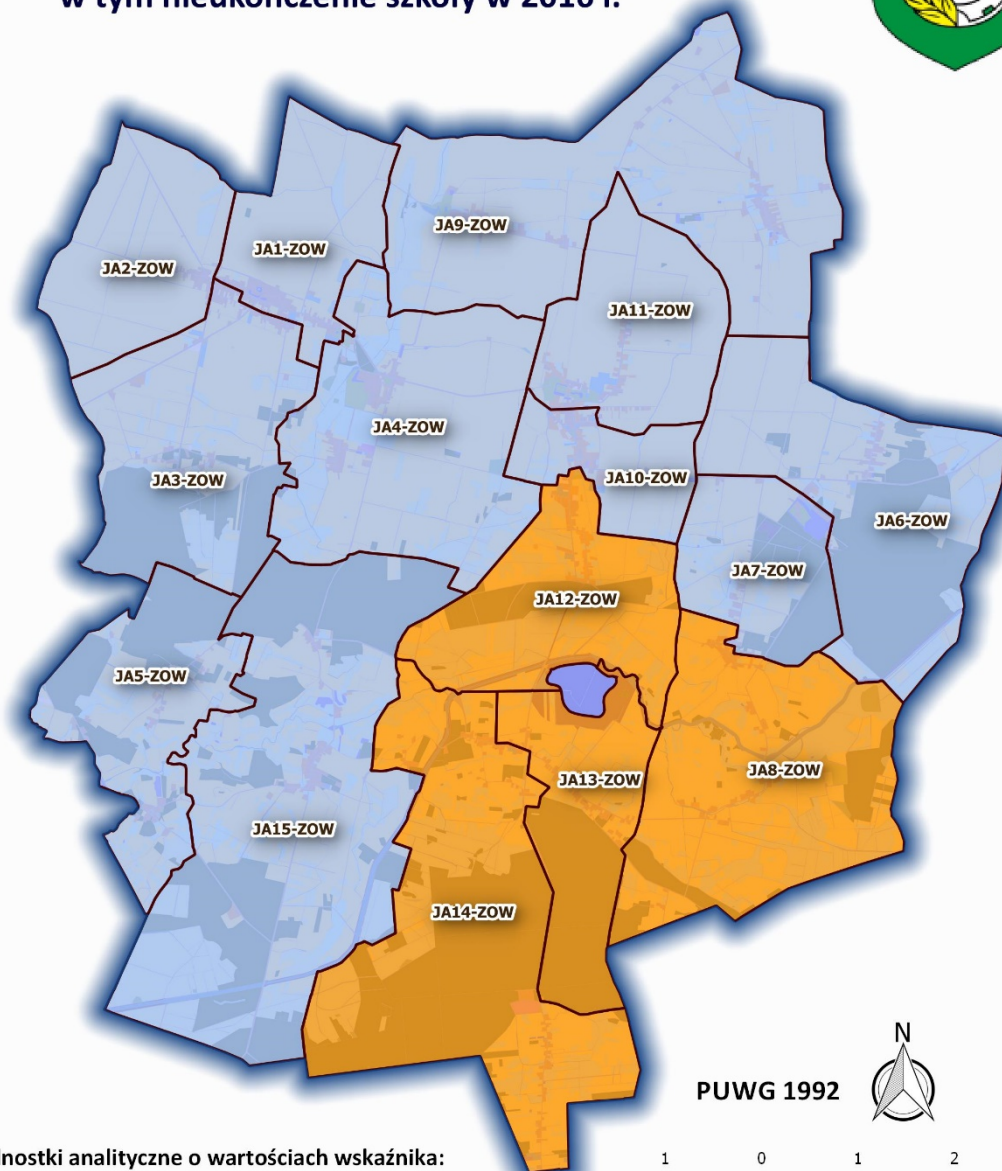 w tym nieukończenie szkoły w 2016 r.
JA9-ZOW
JA1-ZOW
JA2-ZOW
JA11-ZOW
JA4-ZOW
JA3-ZOW
JA10-ZOW
JA6-ZOW
JA7-ZOW
JA12-ZOW
JA5-ZOW
JA13-ZOW
JA8-ZOW
JA15-ZOW
JA14-ZOW
N
PUWG 1992
analityczne o wartościach wskaźnika:
1 0 1 2